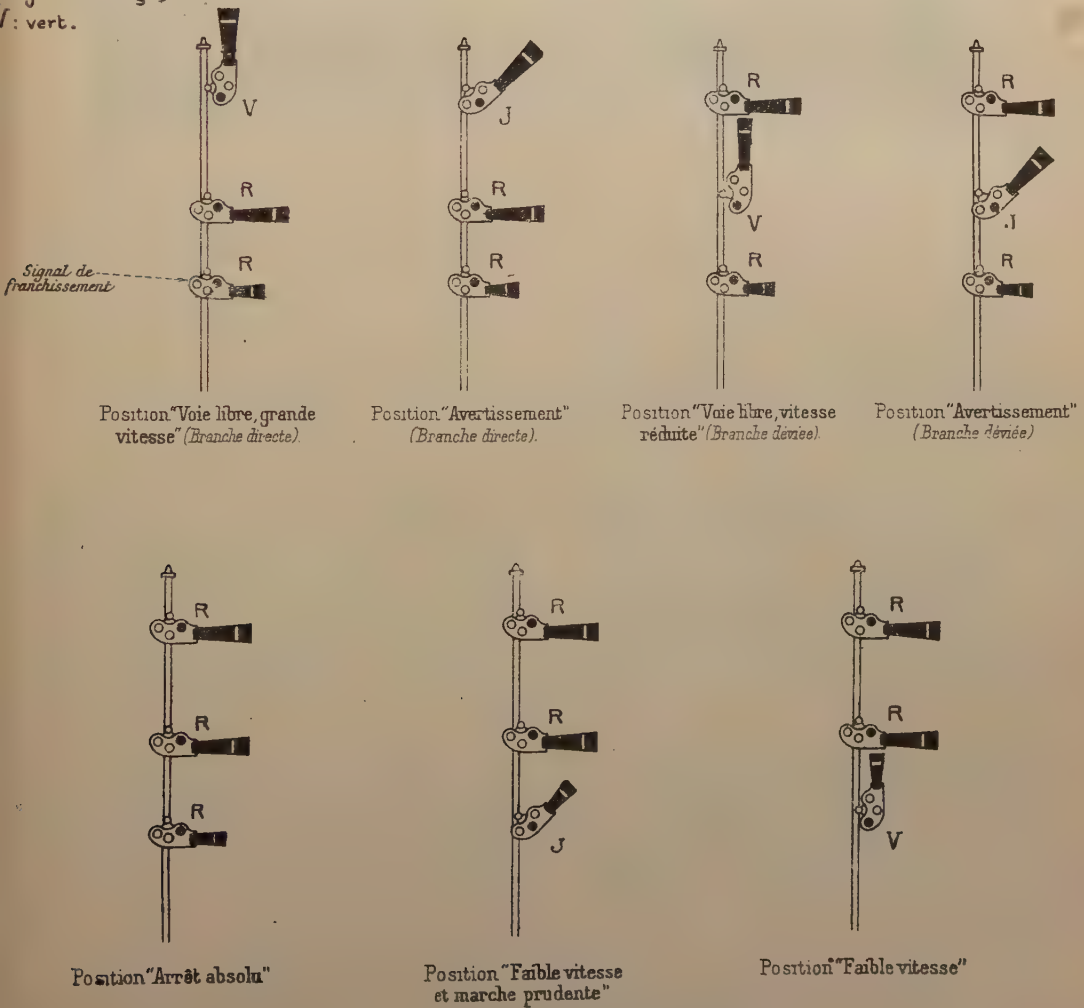 V : vert.
V
J
R
R
R
R
V
J
R
R
R
R
R
R
Signal de
franchissement
Position "Voie libre, grande
vitesse" (Branche directe).
Position "Avertissement"
(Branche directe).
Position "Voie libre, vitesse
réduite" (Branche déviée).
Position "Avertissement"
(Branche déviée)
R
R
R
R
R
R
R
J
V
Position "Arrêt absolu"
Position "Faible vitesse
et marche prudente"
Position "Faible vitesse"